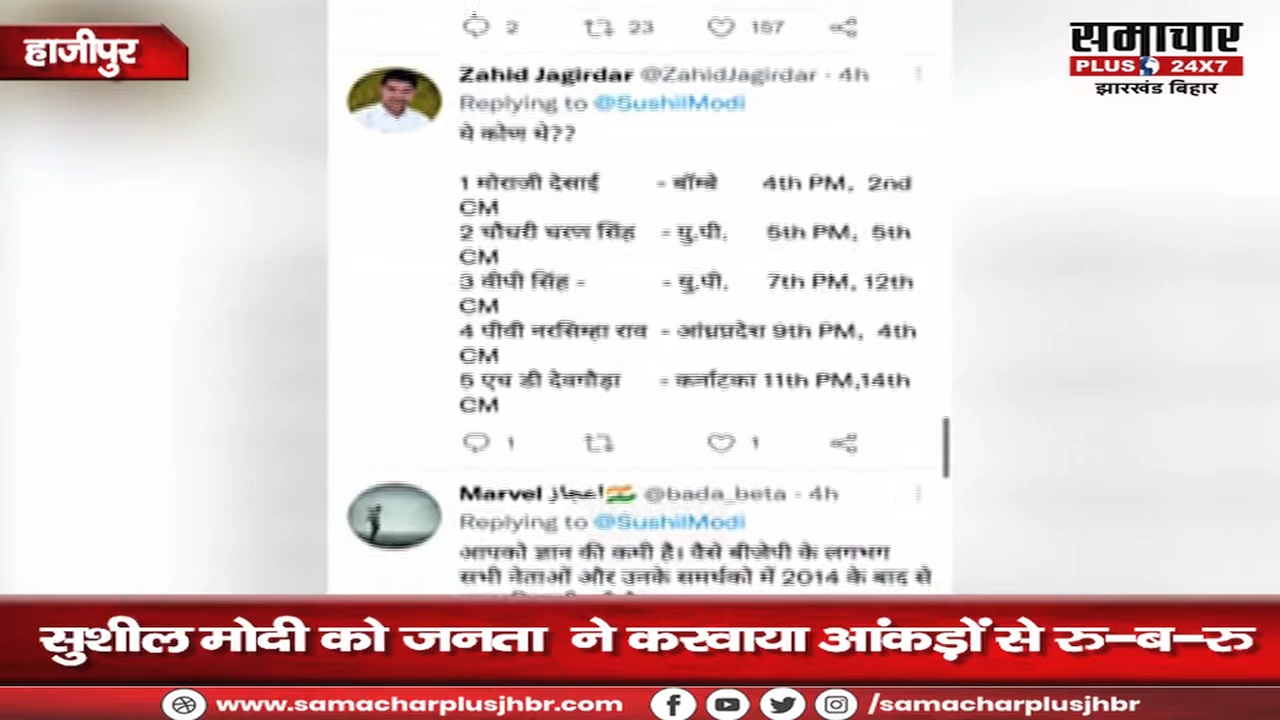 हाजीपुर
समाचार
PLUS 24X7
झारखंड बिहार
2 23 157
Zahid Jagirdar @ZahidJagirdar · 4h
Replying to @SushilModi
ये कोण थे??
1 मोराजी देसाई - बॉम्बे 4th PM, 2nd
CM
2 चौधरी चरण सिंह - यु.पी. 5th PM, 5th
CM
3 वीपी सिंह - - यु.पी. 7th PM, 12th
CM
4 पीवी नरसिम्हा राव - आंध्रप्रदेश 9th PM, 4th
CM
5 एच डी देवगौड़ा - कर्नाटका 11th PM,14th
CM
1 1
Marvel اعجاز @bada_beta · 4h
Replying to @SushilModi
आपको ज्ञान की कमी है। वैसे बीजेपी के लगभग
सभी नेताओं और उनके समर्थको में 2014 के बाद से
सुशील मोदी को जनता ने करवाया आंकड़ों से रु-ब-रु
www.samacharplusjhbr.com /samacharplusjhbr